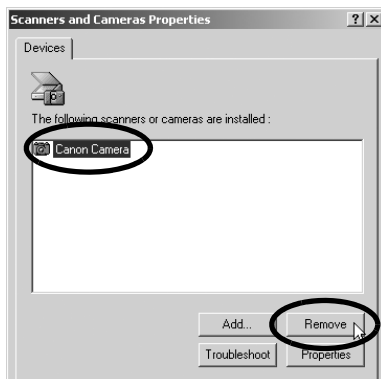 Scanners and Cameras Properties
Devices
The following scanners or cameras are installed :
Canon Camera
Add... Remove
Troubleshoot Properties